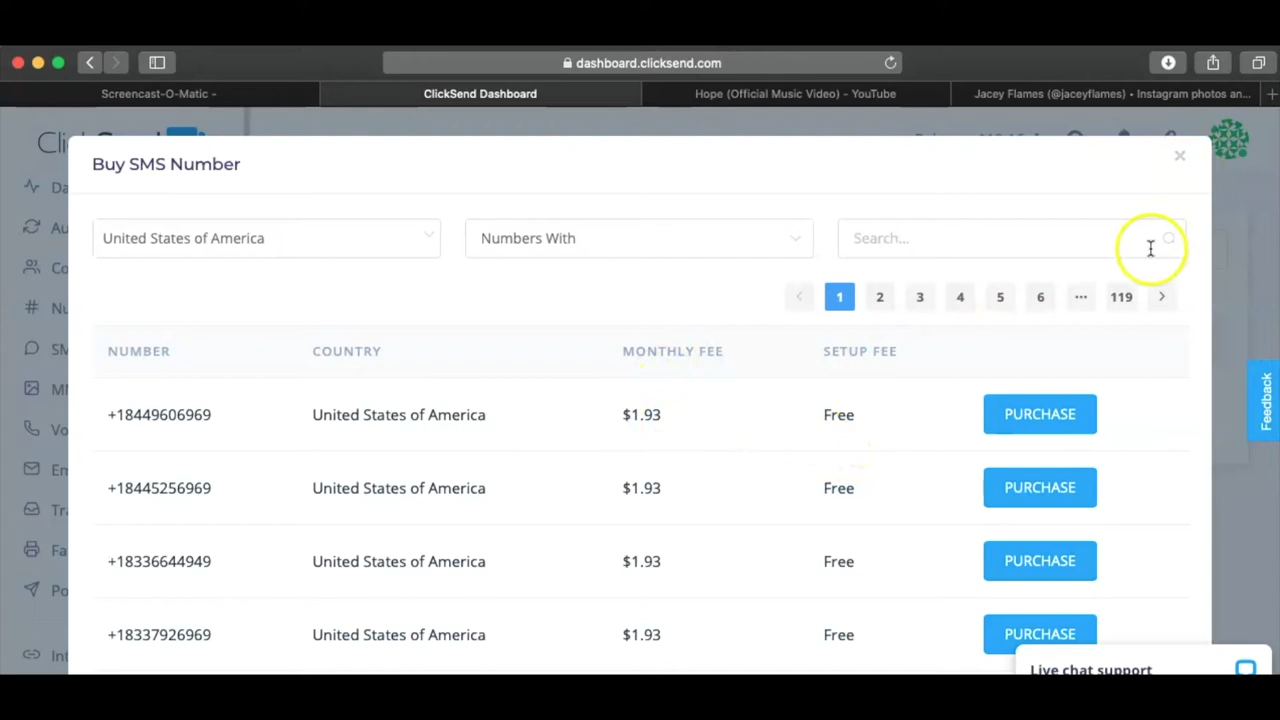 dashboard.clicksend.com
Screencast-O-Matic -
ClickSend Dashboard
Hope (Official Music Video) - YouTube
Jacey Flames (@jaceyflames) • Instagram photos an...
Buy SMS Number
United States of America
Numbers With
Search...
1 2 3 4 5 6 ••• 119
NUMBER COUNTRY MONTHLY FEE SETUP FEE
+18449606969 United States of America $1.93 Free PURCHASE
+18445256969 United States of America $1.93 Free PURCHASE
+18336644949 United States of America $1.93 Free PURCHASE
+18337926969 United States of America $1.93 Free PURCHASE
Feedback
Live chat support